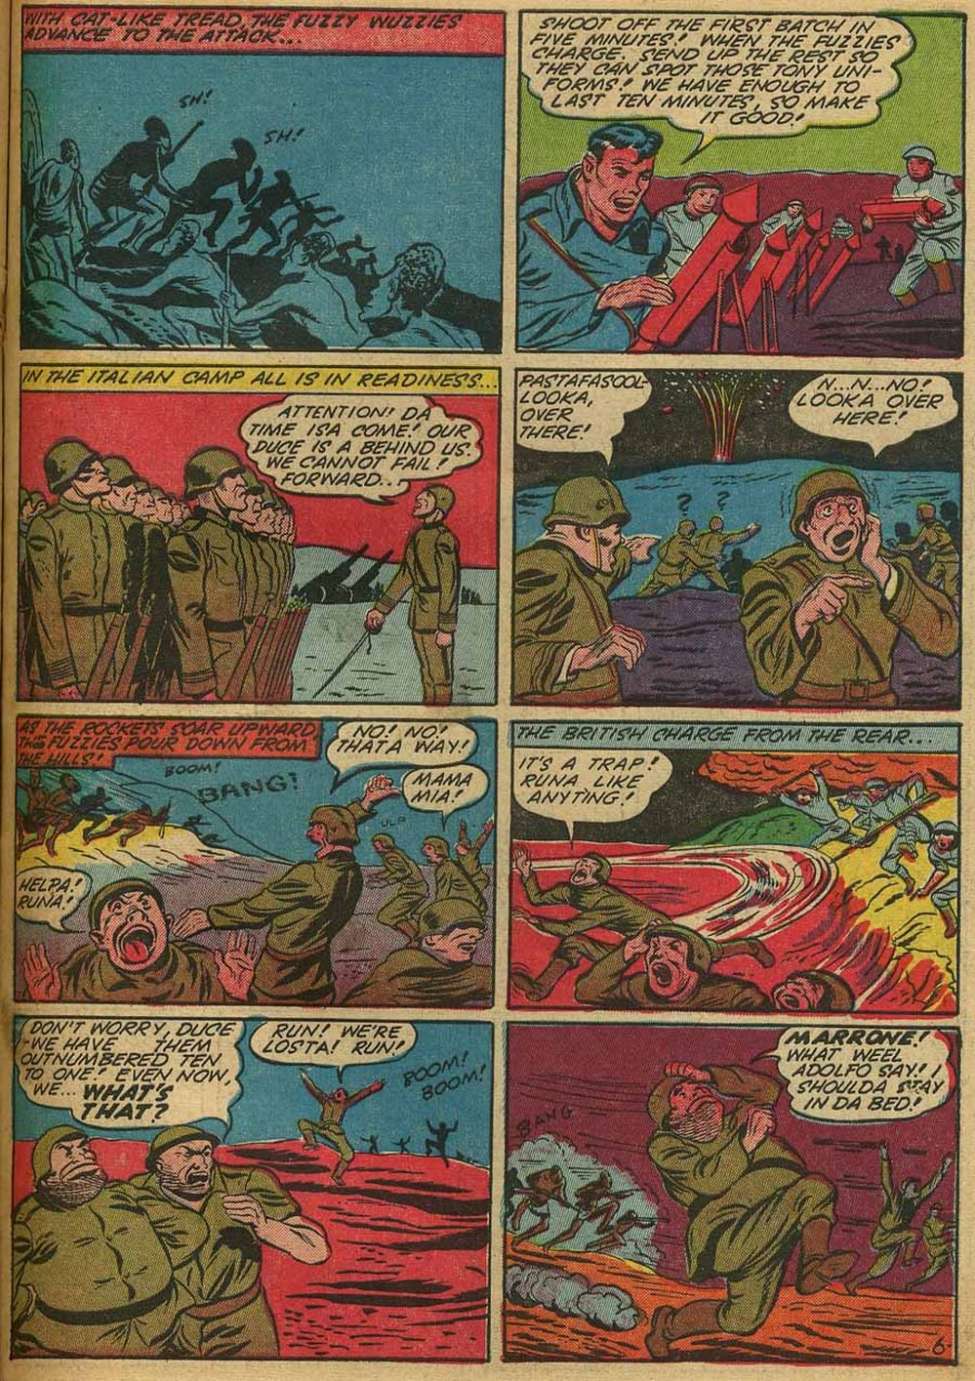 WITH CAT-LIKE TREAD, THE FUZZY WUZZIES
ADVANCE TO THE ATTACK...
SH!
SH!
SHOOT OFF THE FIRST BATCH IN
FIVE MINUTES! WHEN THE FUZZIES
CHARGE, SEND UP THE REST SO
THEY CAN SPOT THOSE TONY UNI-
FORMS! WE HAVE ENOUGH TO
LAST TEN MINUTES, SO MAKE
IT GOOD!
IN THE ITALIAN CAMP ALL IS IN READINESS...
ATTENTION! DA
TIME ISA COME! OUR
DUCE IS A BEHIND US.
WE CANNOT FAIL!
FORWARD...
PASTAFASOOL-
LOOKA,
OVER
THERE!
N...N...NO!
LOOKA OVER
HERE!
? ?
AS THE ROCKETS SOAR UPWARD,
THE FUZZIES POUR DOWN FROM
THE HILLS!
BOOM!
BANG!
NO! NO!
THATA WAY!
MAMA
MIA!
ULP
HELPA!
RUNA!
THE BRITISH CHARGE FROM THE REAR...
IT'S A TRAP!
RUNA LIKE
ANYTING!
DON'T WORRY, DUCE
-WE HAVE THEM
OUTNUMBERED TEN
TO ONE! EVEN NOW,
WE... WHAT'S
THAT?
RUN! WE'RE
LOSTA! RUN!
BOOM!
BOOM!
MARRONE!
WHAT WEEL
ADOLFO SAY! I
SHOULDA STAY
IN DA BED!
BANG
6-